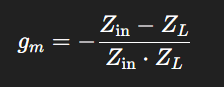 $g_m = -\frac{Z_{\text{in}} - Z_L}{Z_{\text{in}} \cdot Z_L}$